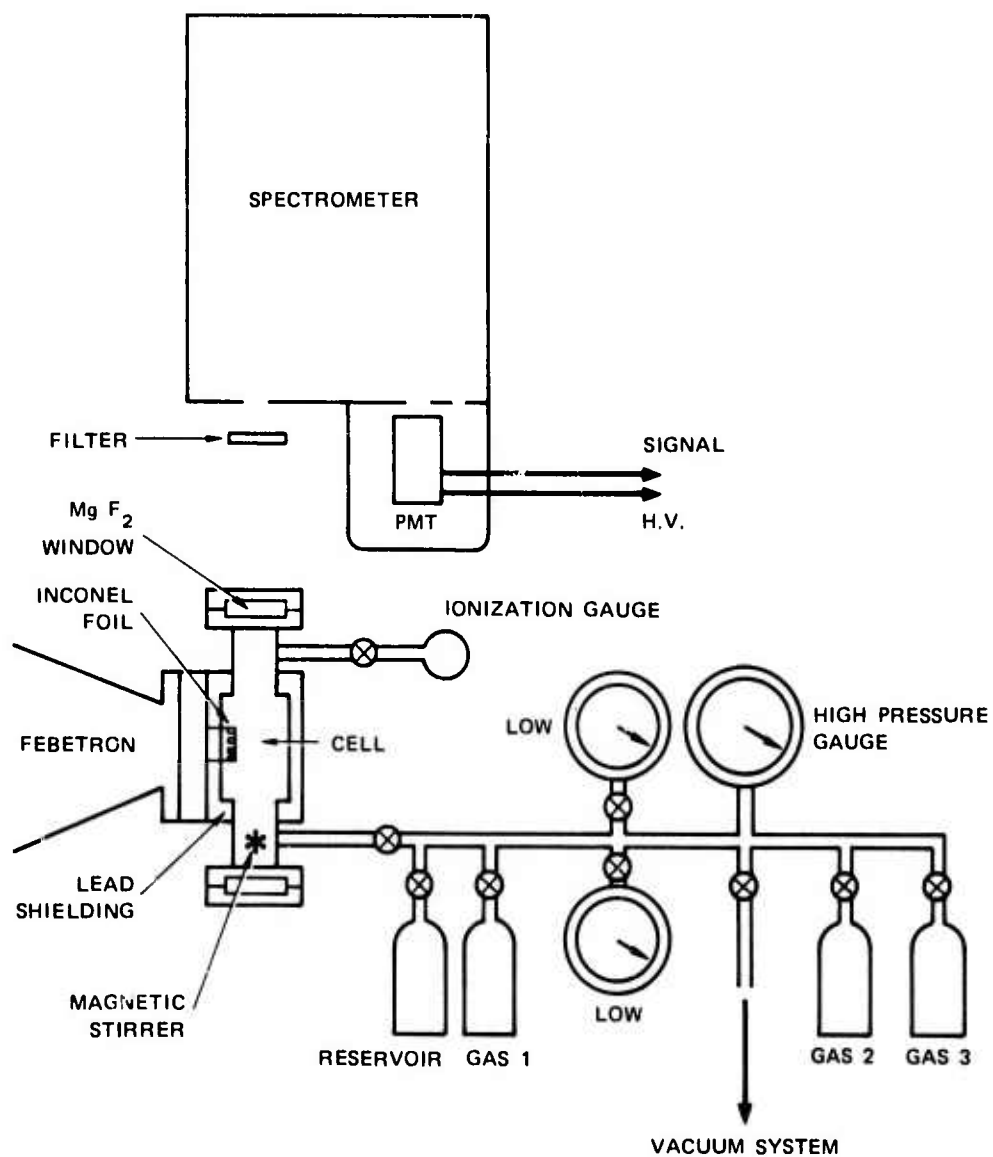 SPECTROMETER
FILTER
SIGNAL
PMT
H.V.
Mg F2
WINDOW
INCONEL
FOIL
IONIZATION GAUGE
FEBETRON
CELL
LOW
HIGH PRESSURE
GAUGE
LEAD
SHIELDING
MAGNETIC
STIRRER
LOW
RESERVOIR
GAS 1
GAS 2
GAS 3
VACUUM SYSTEM